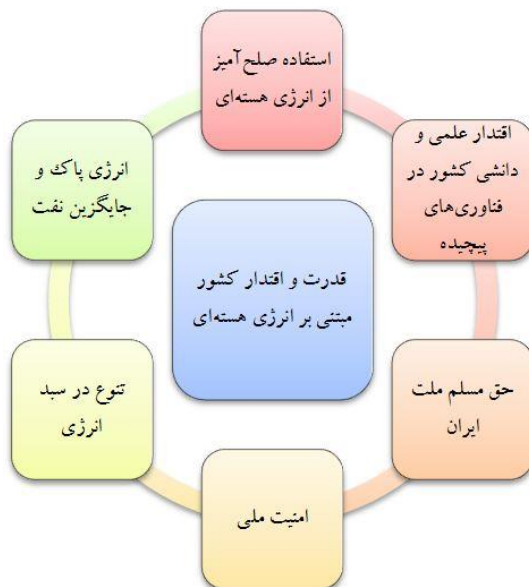 استفاده صلح‌آمیز
از انرژی هسته‌ای
اقتدار علمی و
دانشی کشور در
فناوری‌های
پیچیده
حق مسلم ملت
ایران
امنیت ملی
تنوع در سبد
انرژی
انرژی پاک و
جایگزین نفت
قدرت و اقتدار کشور
مبتنی بر انرژی هسته‌ای